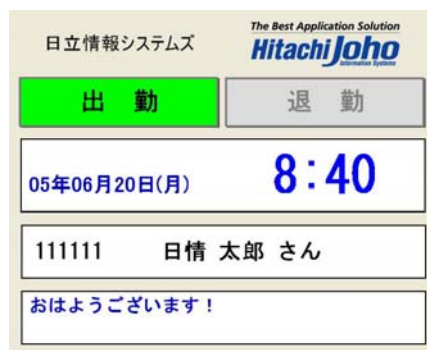 日立情報システムズ
The Best Application Solution
Hitachi Joho
Information Systems
出 勤
退 勤
05年06月20日(月)
8:40
111111 日情 太郎 さん
おはようございます!